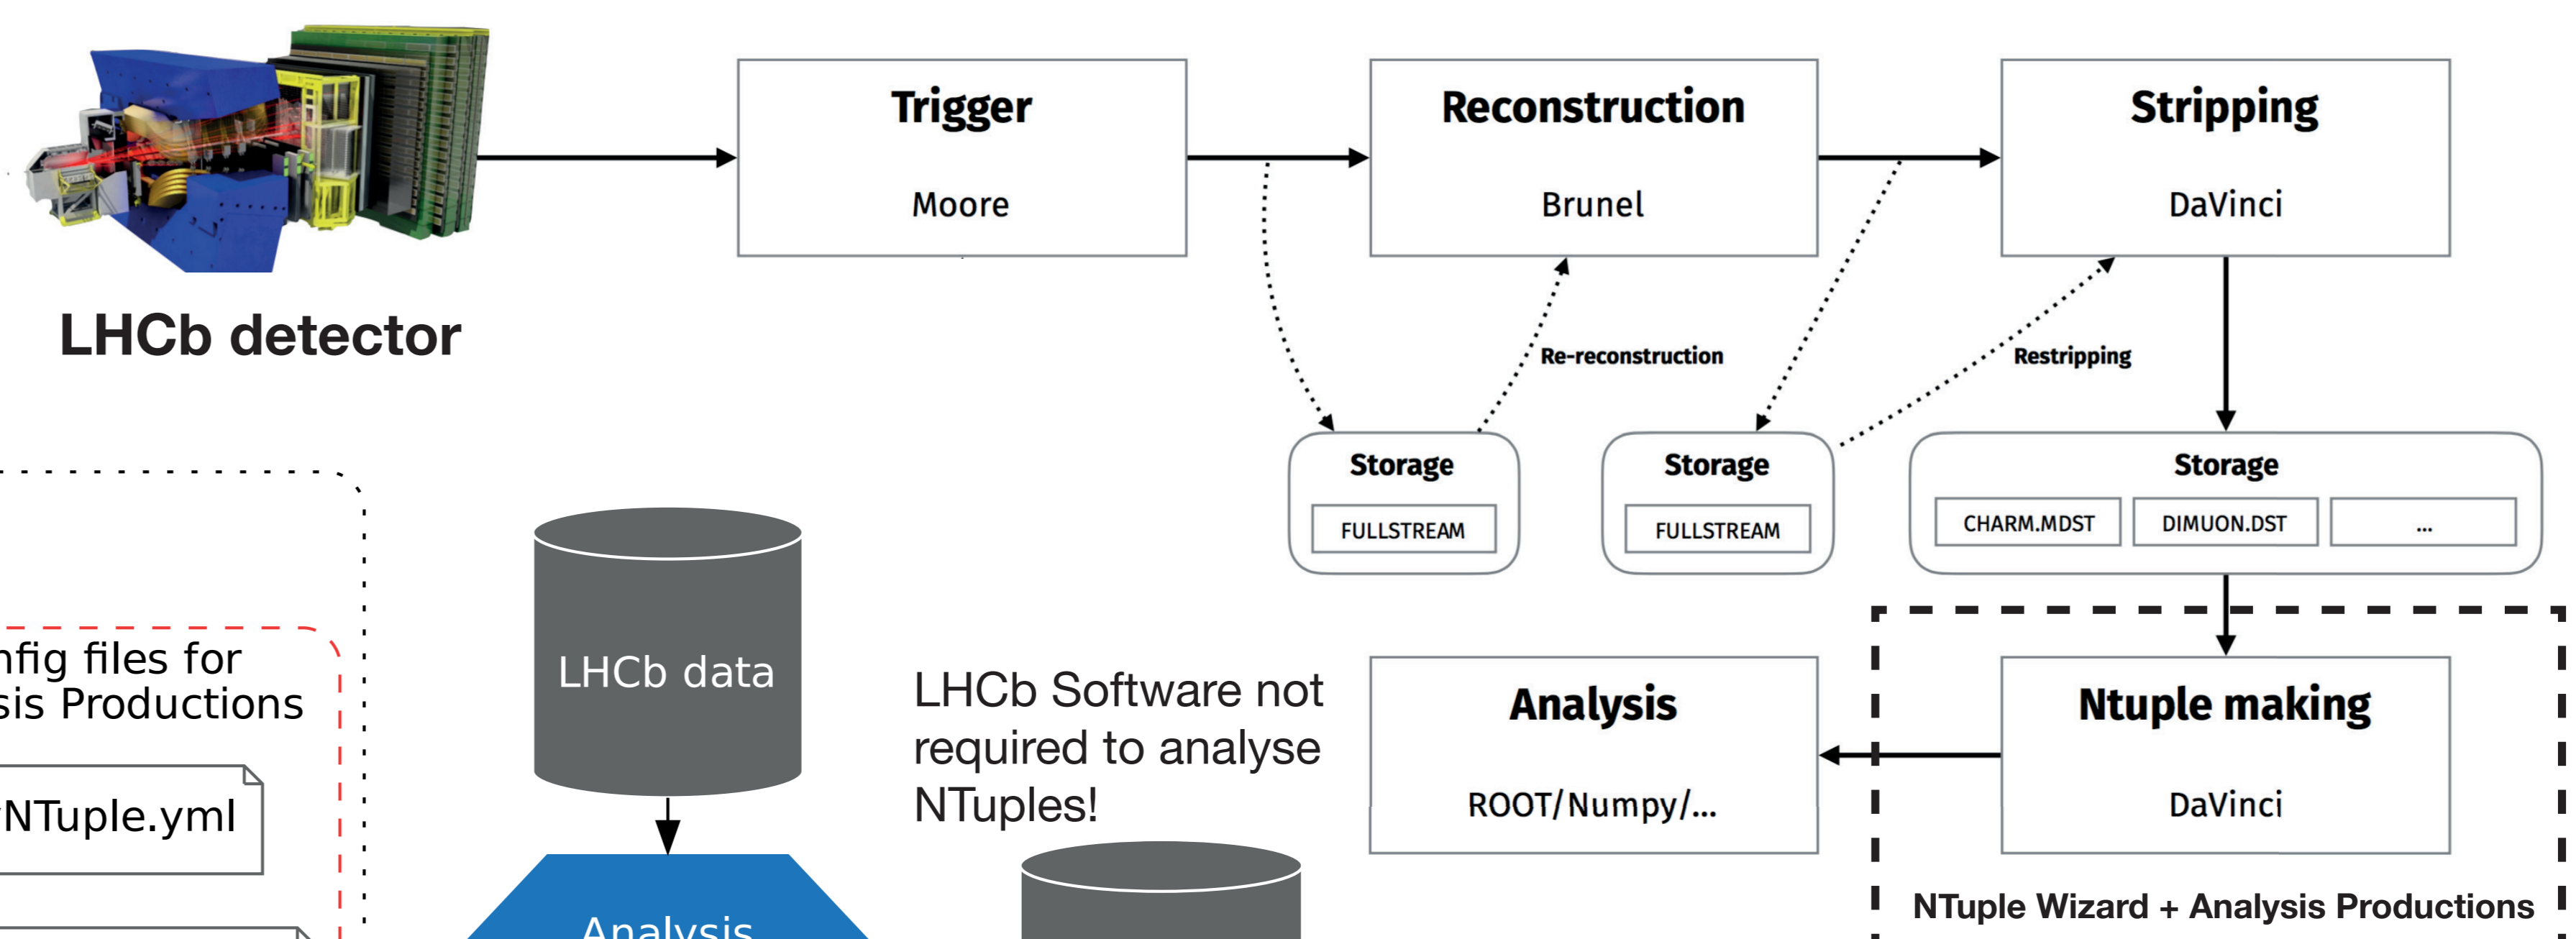 Trigger
Moore
Reconstruction
Brunel
Stripping
DaVinci
LHCb detector
Re-reconstruction
Restripping
Storage
FULLSTREAM
Storage
FULLSTREAM
Storage
CHARM.MDST
DIMUON.DST
...
files for
Productions
NTuple.yml
LHCb data
LHCb Software not
required to analyse
NTuples!
Analysis
ROOT/Numpy/...
Ntuple making
DaVinci
NTuple Wizard + Analysis Productions
Analysis